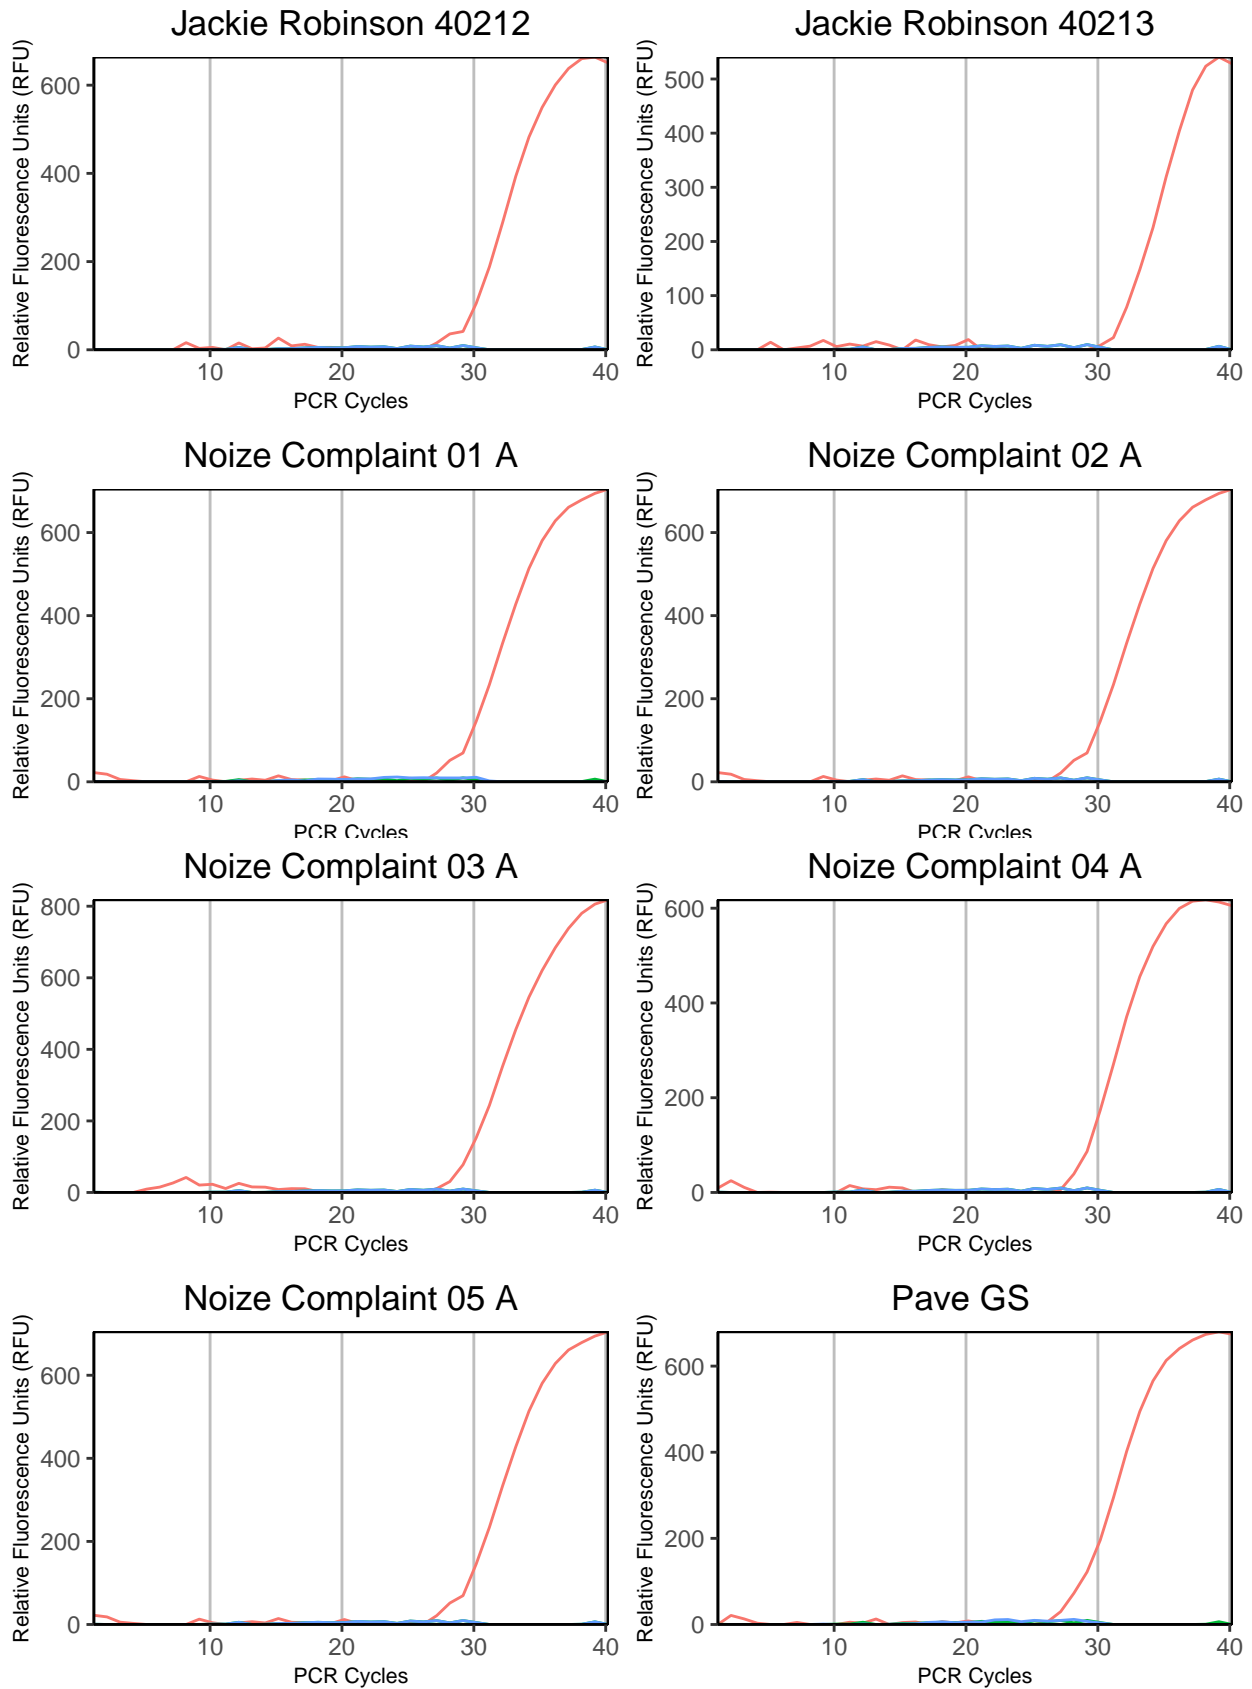 Jackie Robinson 40212
Relative Fluorescence Units (RFU)
600
400
200
0
10 20 30 40
PCR Cycles
Jackie Robinson 40213
Relative Fluorescence Units (RFU)
500
400
300
200
100
0
10 20 30 40
PCR Cycles
Noize Complaint 01 A
Relative Fluorescence Units (RFU)
600
400
200
0
10 20 30 40
PCR Cycles
Noize Complaint 02 A
Relative Fluorescence Units (RFU)
600
400
200
0
10 20 30 40
PCR Cycles
Noize Complaint 03 A
Relative Fluorescence Units (RFU)
800
600
400
200
0
10 20 30 40
PCR Cycles
Noize Complaint 04 A
Relative Fluorescence Units (RFU)
600
400
200
0
10 20 30 40
PCR Cycles
Noize Complaint 05 A
Relative Fluorescence Units (RFU)
600
400
200
0
10 20 30 40
PCR Cycles
Pave GS
Relative Fluorescence Units (RFU)
600
400
200
0
10 20 30 40
PCR Cycles